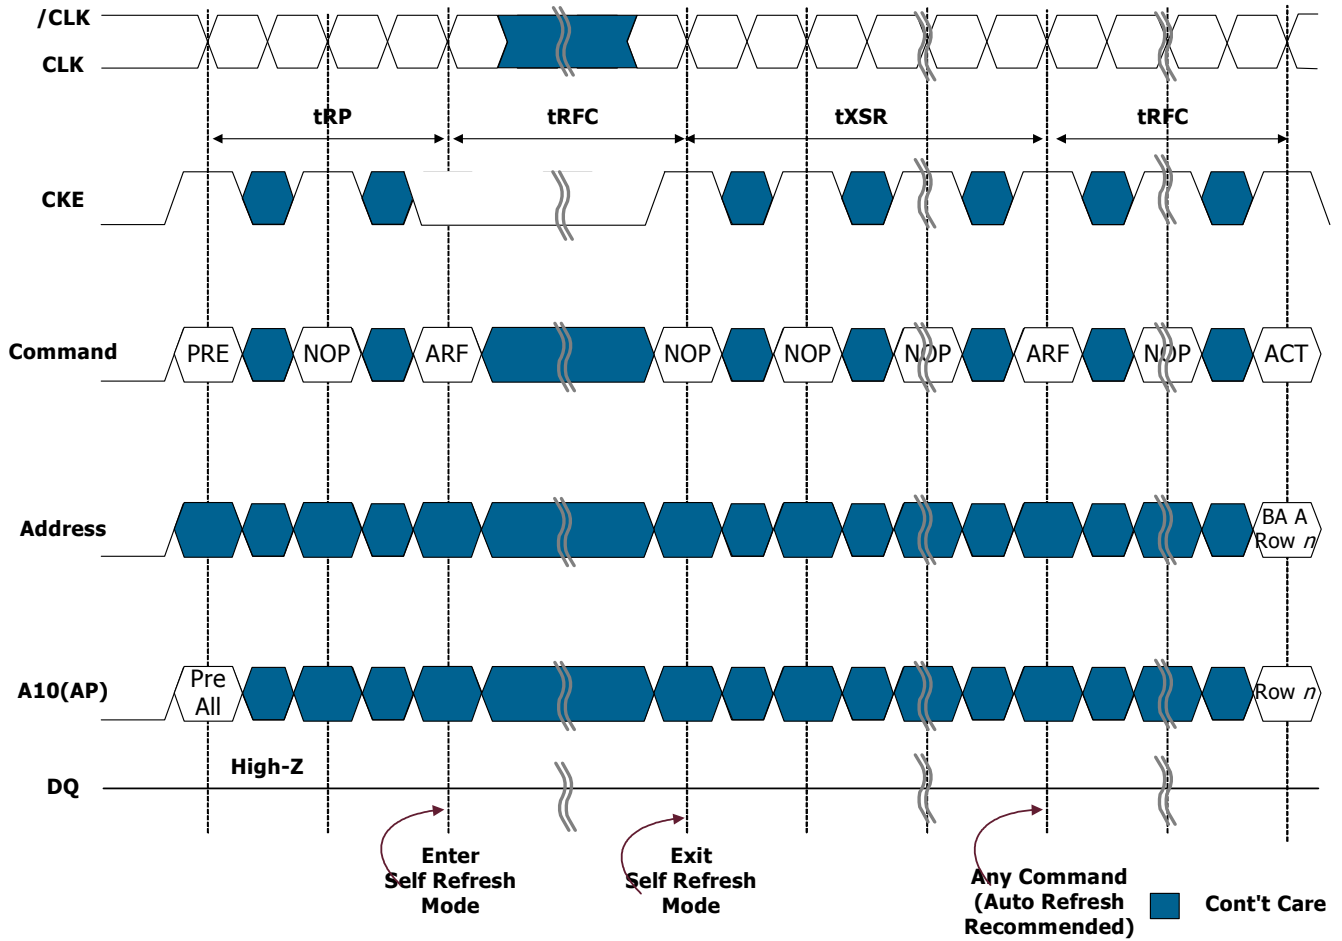 /CLK
CLK
tRP tRFC tXSR tRFC
CKE
Command PRE NOP ARF NOP NOP NOP ARF NOP ACT
Address BA A
Row n
A10(AP) Pre
All Row n
High-Z
DQ
Enter
Self Refresh
Mode
Exit
Self Refresh
Mode
Any Command
(Auto Refresh
Recommended)
Cont't Care